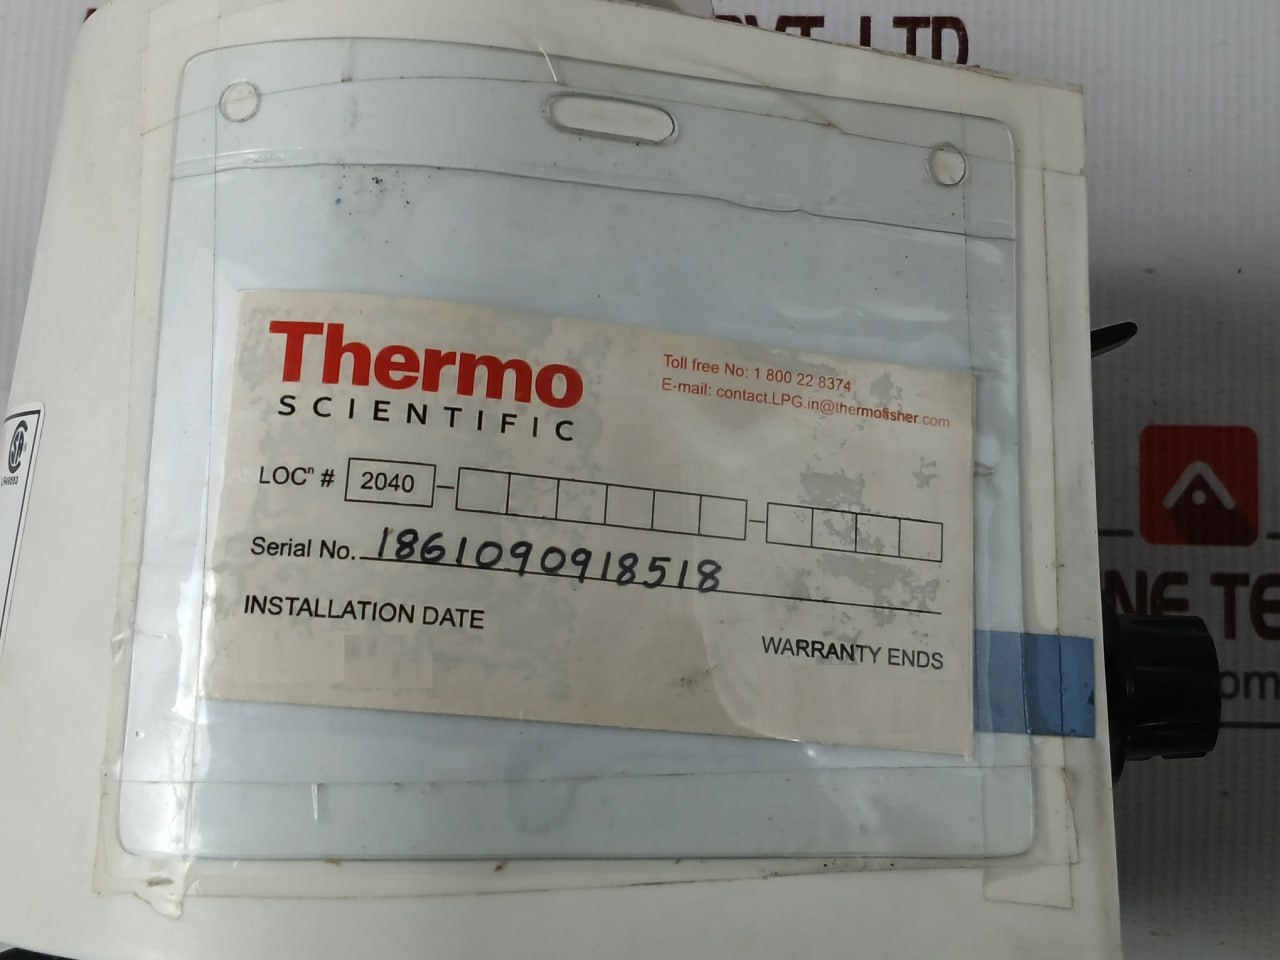 PVT. LTD.
Thermo
SCIENTIFIC
Toll free No: 1 800 22 8374
E-mail: contact.LPG.in@thermofisher.com
LOCⁿ # 2040 - -
Serial No. 1861090918518
INSTALLATION DATE
WARRANTY ENDS